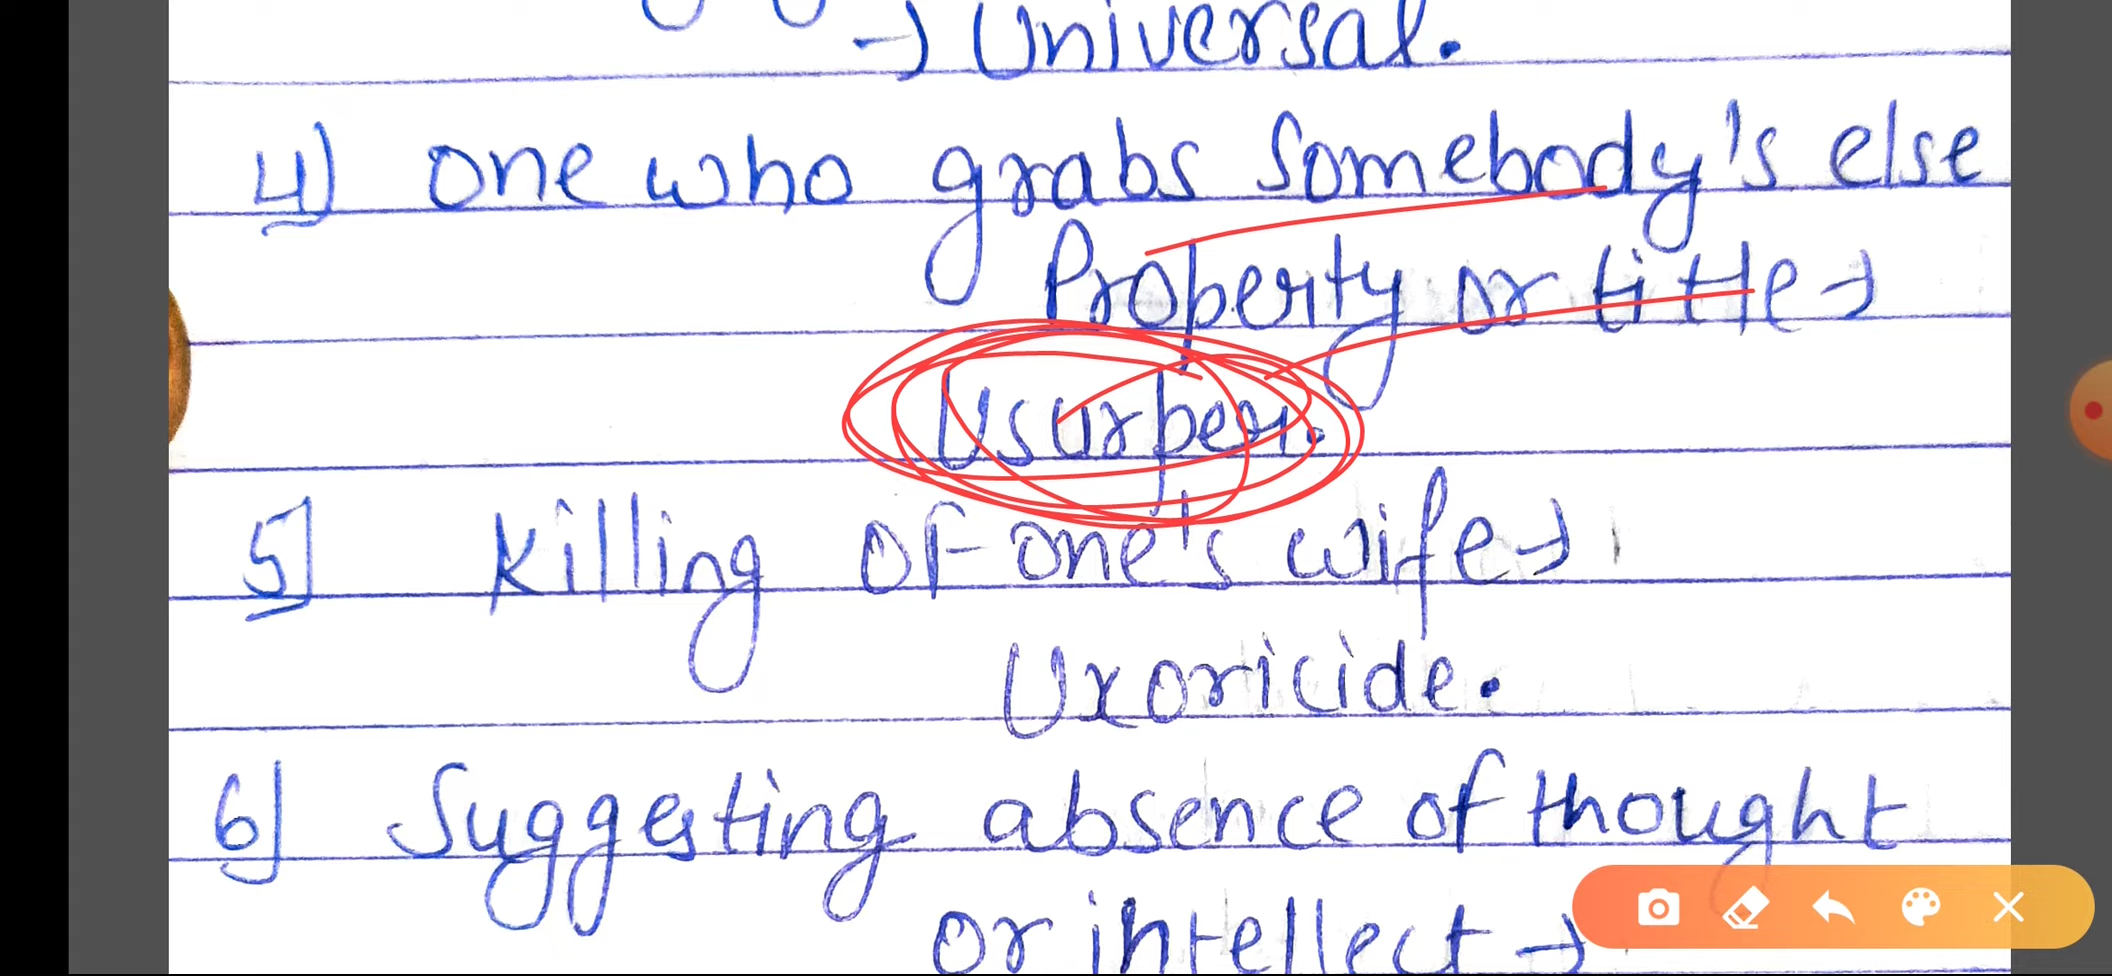 → Universal.
4) one who grabs somebody's else
Property or title →
Usurper.
5] Killing of one's wife →
Uxoricide.
6] Suggesting absence of thought
or intellect →